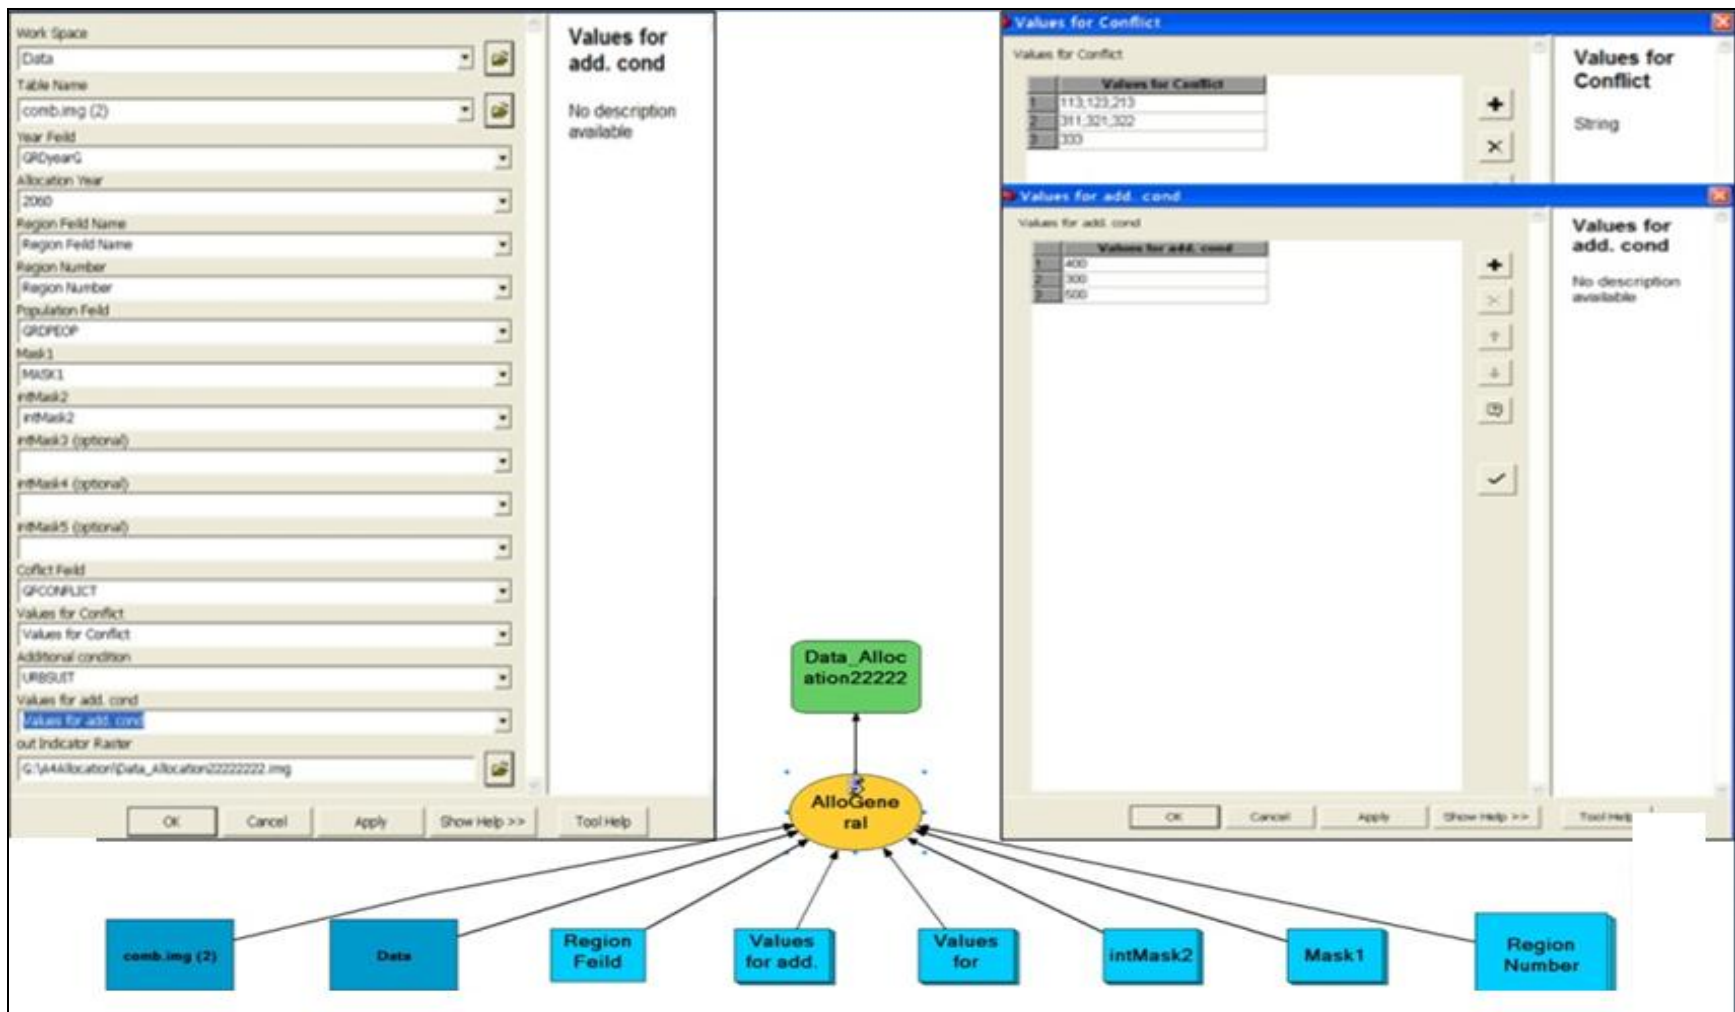 Work Space
Data
Table Name
comb.img (2)
Year Feild
GRDyearG
Allocation Year
2060
Region Feild Name
Region Feild Name
Region Number
Region Number
Population Feild
GRDPEOP
Mask1
MASK1
intMask2
intMask2
intMask3 (optional)
intMask4 (optional)
intMask5 (optional)
Coflict Feild
GFCONFLICT
Values for Conflict
Values for Conflict
Additional condition
URBSUIT
Values for add. cond
Values for add. cond
out Indicator Raster
G:\A4Allocation\Data_Allocation22222222.img
OK
Cancel
Apply
Show Help >>
Tool Help
Values for
add. cond
No description
available
Values for Conflict
Values for Conflict
Values for Conflict
1 113,123,213
2 311,321,322
3 333
Values for
Conflict
String
Values for add. cond
Values for add. cond
Values for add. cond
1 400
2 300
3 500
Values for
add. cond
No description
available
OK
Cancel
Apply
Show Help >>
Tool Help
Data_Alloc
ation22222
5
AlloGene
ral
comb.img (2)
Data
Region
Feild
Values
for add.
Values
for
intMask2
Mask1
Region
Number